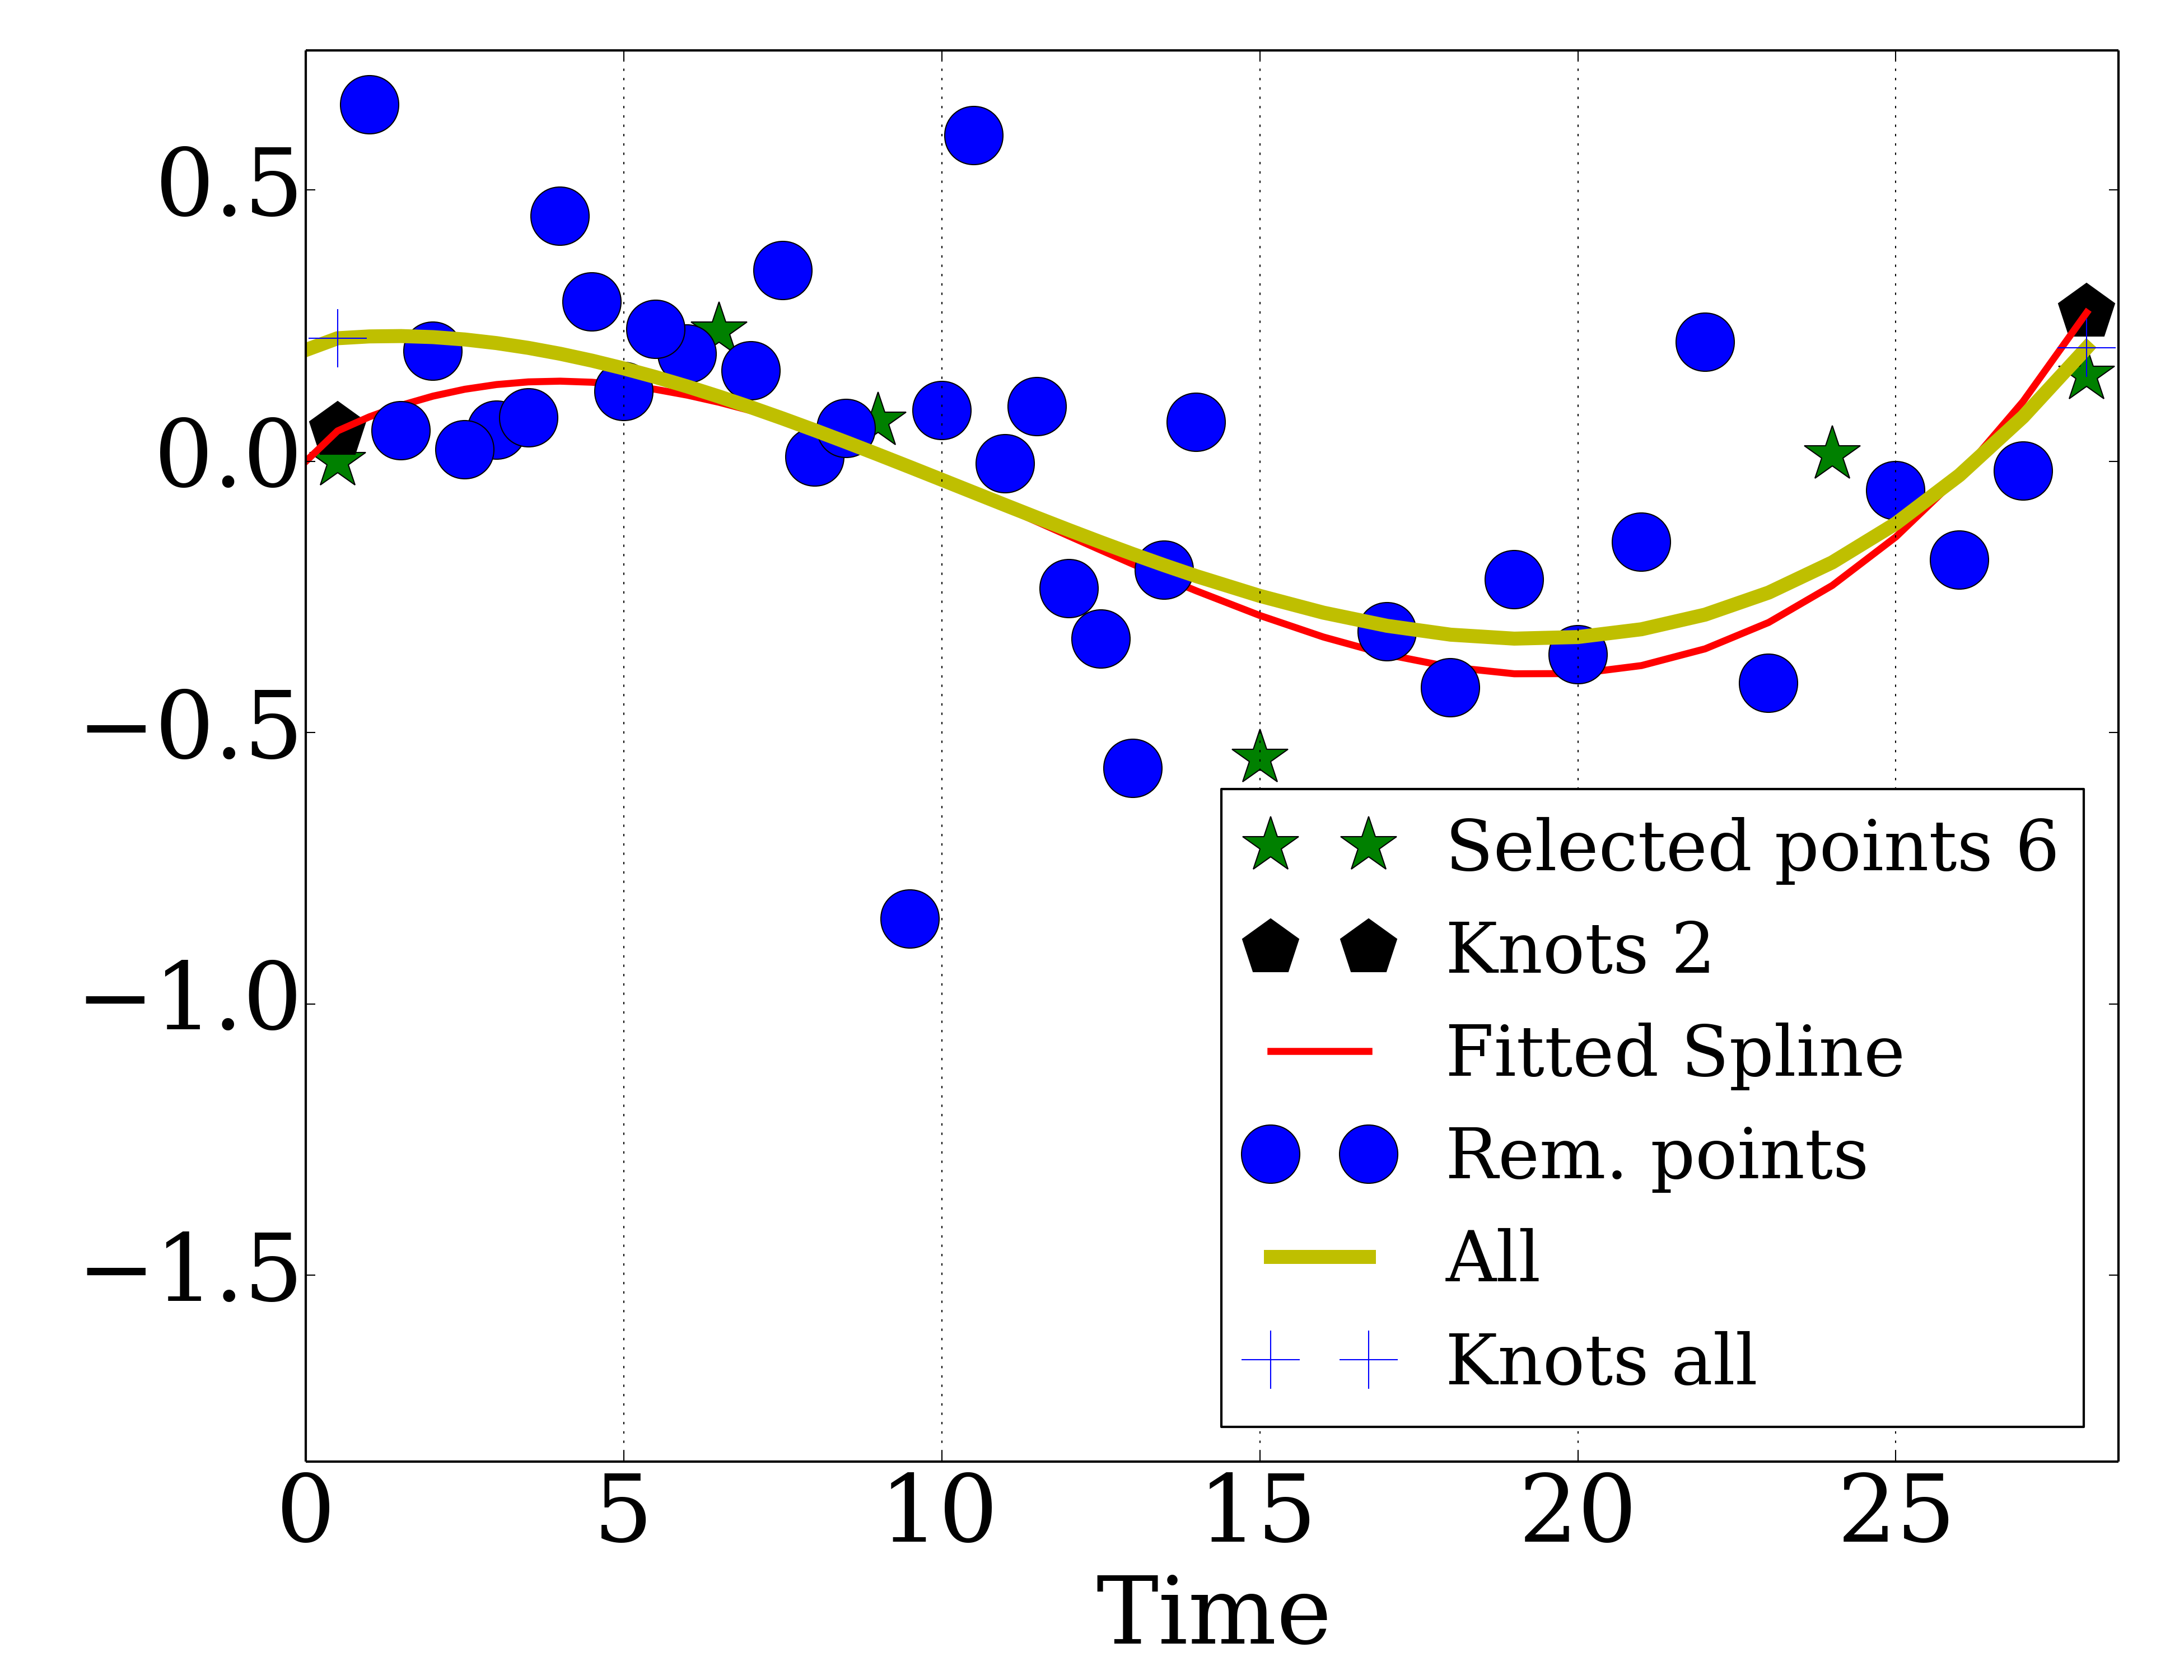 0.5
0.0
−0.5
−1.0
−1.5
Selected points 6
Knots 2
Fitted Spline
Rem. points
All
Knots all
0 5 10 15 20 25
Time